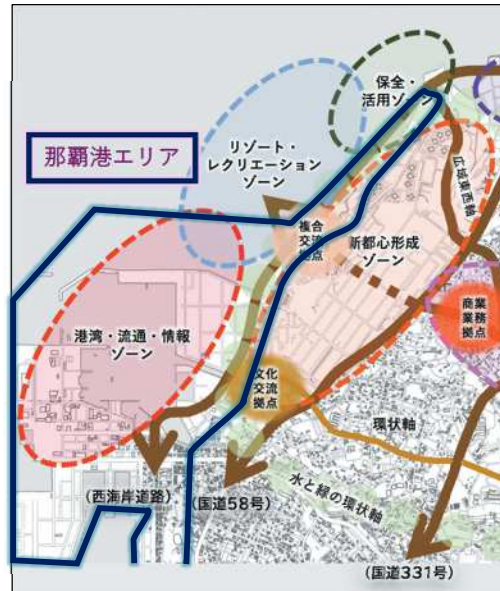 保全・
活用ゾーン
リゾート・
レクリエーション
ゾーン
那覇港エリア
広域東西軸
複合
交流
拠点
新都心形成
ゾーン
商業
業務
拠点
港湾・流通・情報
ゾーン
文化
交流
拠点
環状軸
水と緑の環状軸
(西海岸道路)
(国道58号)
(国道331号)